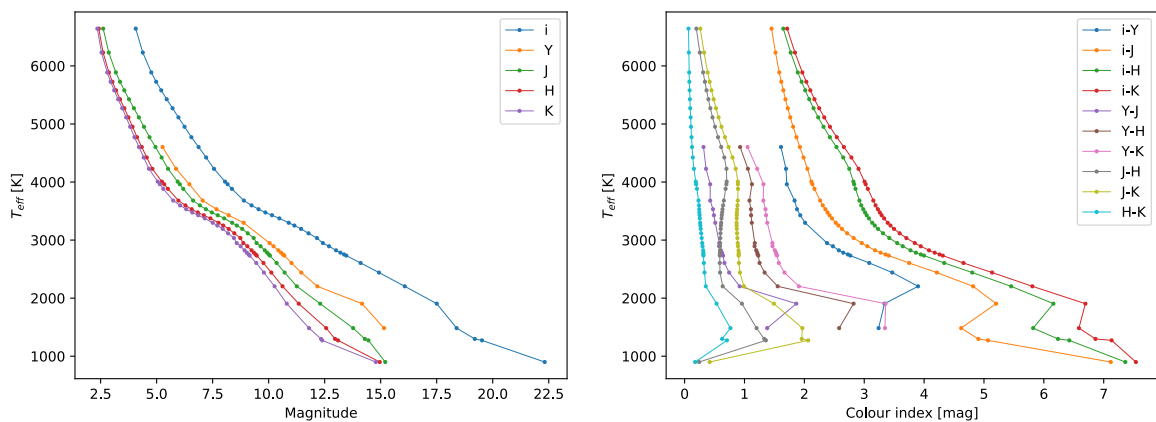 6000
5000
4000
3000
2000
1000
T_eff [K]
2.5 5.0 7.5 10.0 12.5 15.0 17.5 20.0 22.5
Magnitude
i
Y
J
H
K
6000
5000
4000
3000
2000
1000
T_eff [K]
0 1 2 3 4 5 6 7
Colour index [mag]
i-Y
i-J
i-H
i-K
Y-J
Y-H
Y-K
J-H
J-K
H-K